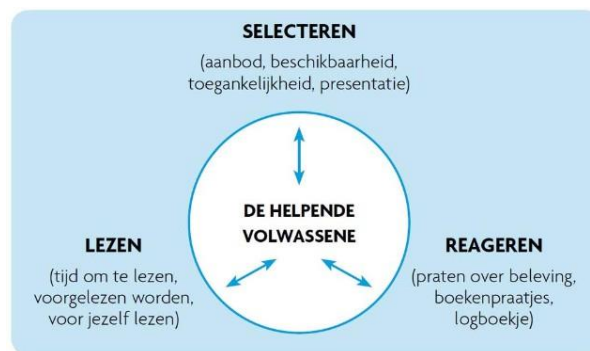 SELECTEREN
(aanbod, beschikbaarheid,
toegankelijkheid, presentatie)
DE HELPENDE
VOLWASSENE
LEZEN
(tijd om te lezen,
voorgelezen worden,
voor jezelf lezen)
REAGEREN
(praten over beleving,
boekenpraatjes,
logboekje)